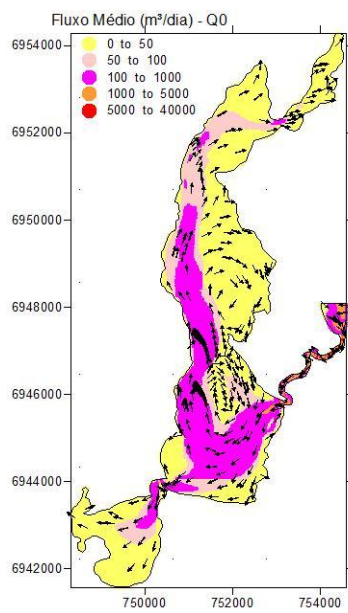 Fluxo Médio (m³/dia) - Q0
6954000
0 to 50
50 to 100
100 to 1000
1000 to 5000
5000 to 40000
6952000
6950000
6948000
6946000
6944000
6942000
750000 752000 754000